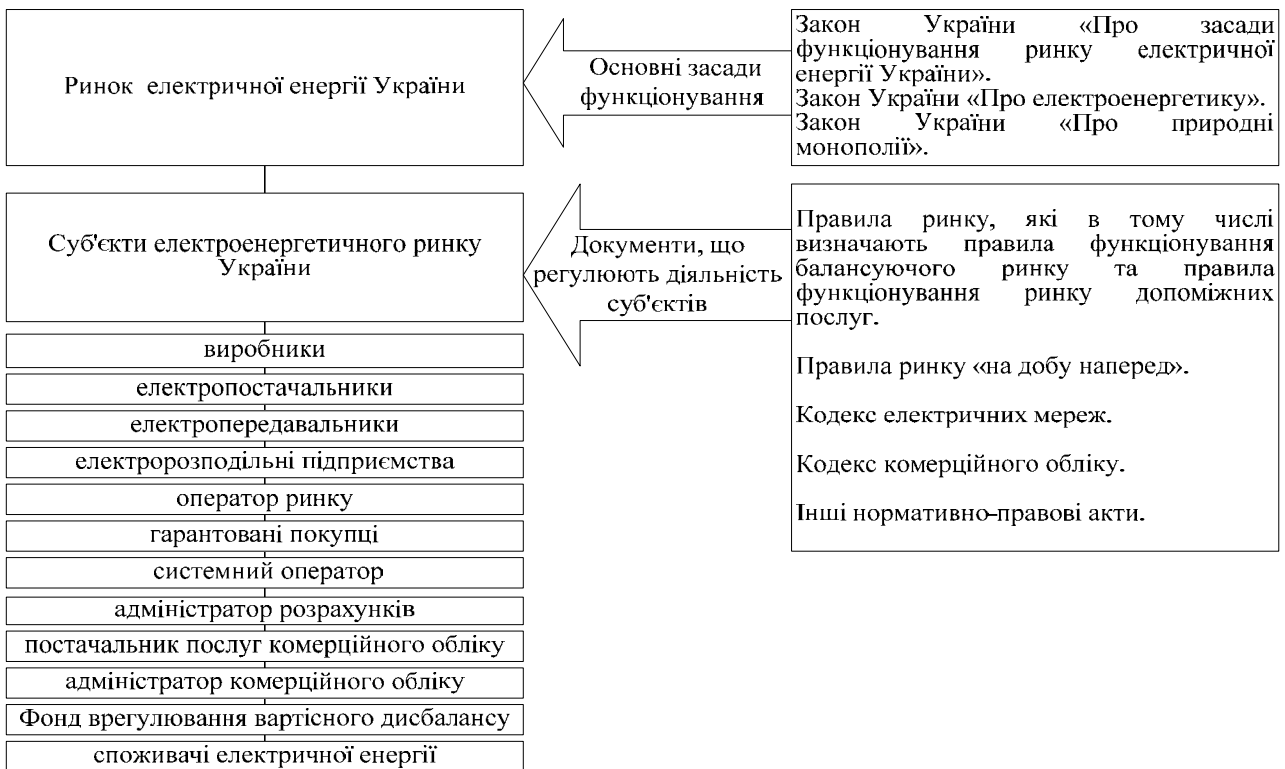 Ринок електричної енергії України
Основні засади
функціонування
Закон України «Про засади
функціонування ринку електричної
енергії України».
Закон України «Про електроенергетику».
Закон України «Про природні
монополії».
Суб'єкти електроенергетичного ринку
України
Документи, що
регулюють діяльність
суб'єктів
Правила ринку, які в тому числі
визначають правила функціонування
балансуючого ринку та правила
функціонування ринку допоміжних
послуг.
Правила ринку «на добу наперед».
Кодекс електричних мереж.
Кодекс комерційного обліку.
Інші нормативно-правові акти.
виробники
електропостачальники
електропередавальники
електророзподільні підприємства
оператор ринку
гарантовані покупці
системний оператор
адміністратор розрахунків
постачальник послуг комерційного обліку
адміністратор комерційного обліку
Фонд врегулювання вартісного дисбалансу
споживачі електричної енергії